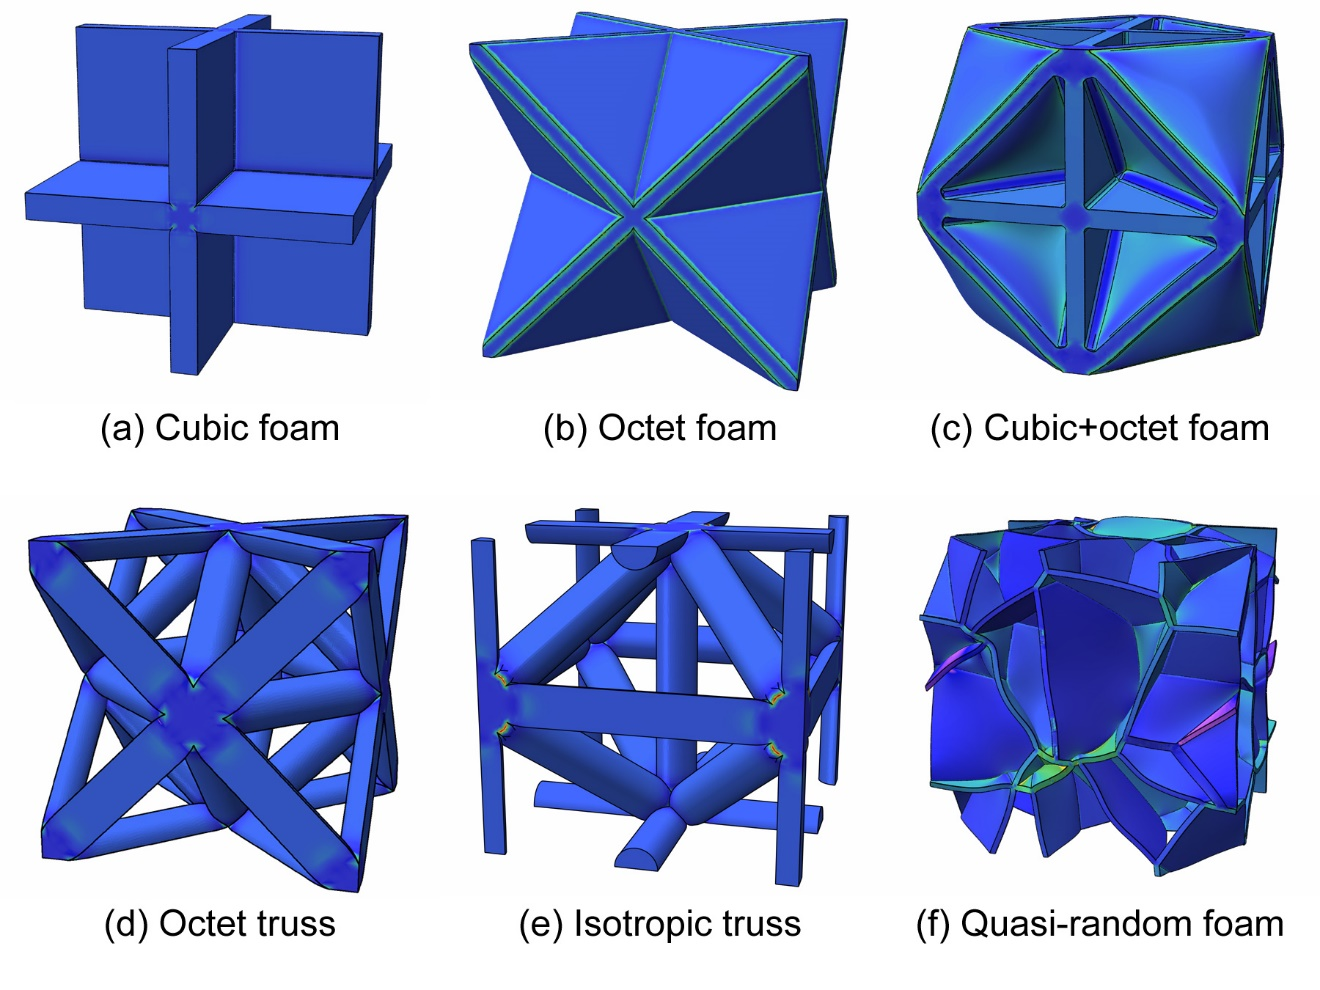 (a) Cubic foam
(b) Octet foam
(c) Cubic+octet foam
(d) Octet truss
(e) Isotropic truss
(f) Quasi-random foam